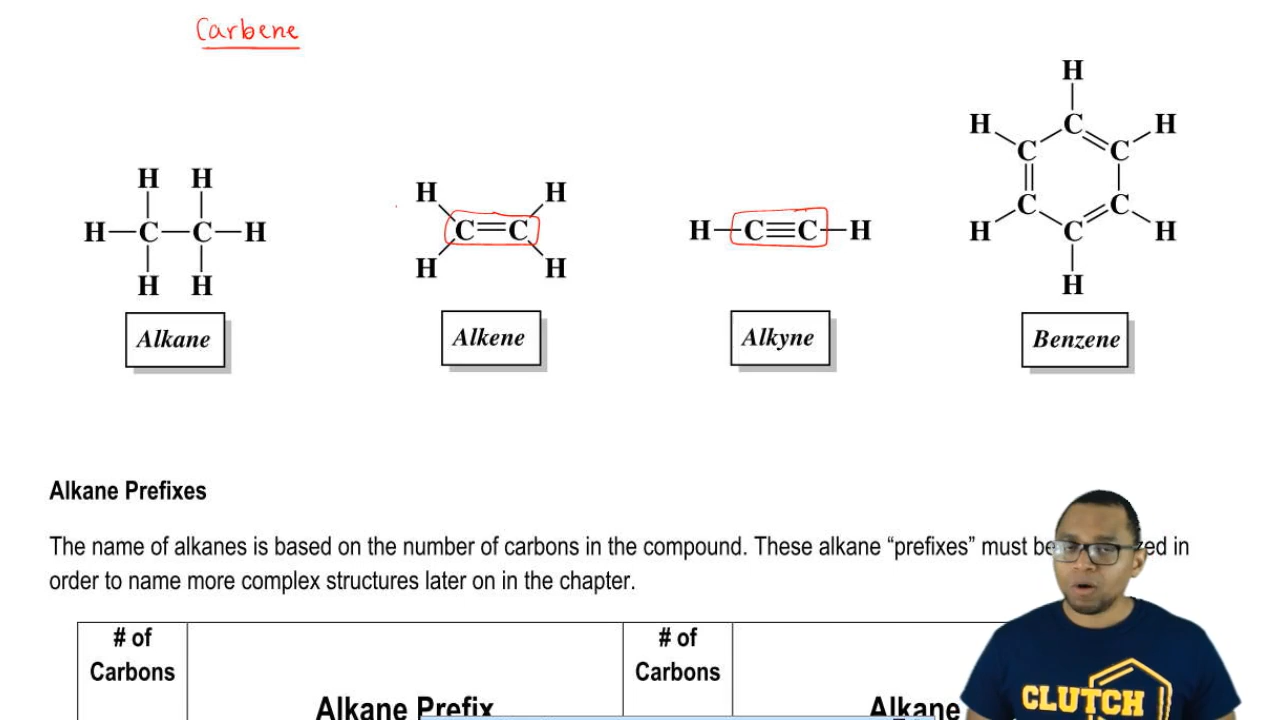 Carbene
H
H H
H C C H
H H
Alkane
H H
C C
H H
Alkene
H C C H
Alkyne
H
H C H
C C
C C
H C H
H
Benzene
Alkane Prefixes
The name of alkanes is based on the number of carbons in the compound. These alkane “prefixes” must be in
order to name more complex structures later on in the chapter.
# of
Carbons
Alkane Prefix
# of
Carbons
Alkane
CLUTCH